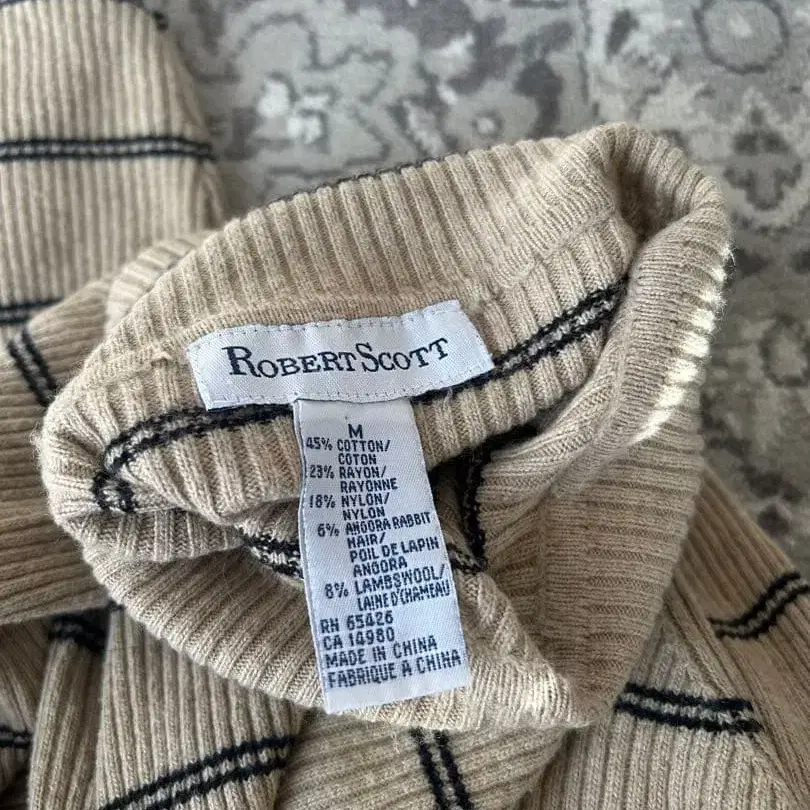 ROBERT SCOTT
M
45% COTTON/
COTON
23% RAYON/
RAYONNE
18% NYLON/
NYLON
6% ANGORA RABBIT
HAIR/
POIL DE LAPIN
ANGORA
8% LAMBSWOOL/
LAINE D'CHAMEAU
RN 65426
CA 14980
MADE IN CHINA
FABRIQUE A CHINA